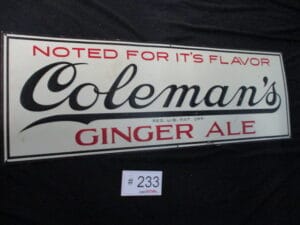 NOTED FOR IT'S FLAVOR
Coleman's
REG. U.S. PAT. OFF.
GINGER ALE
# 233